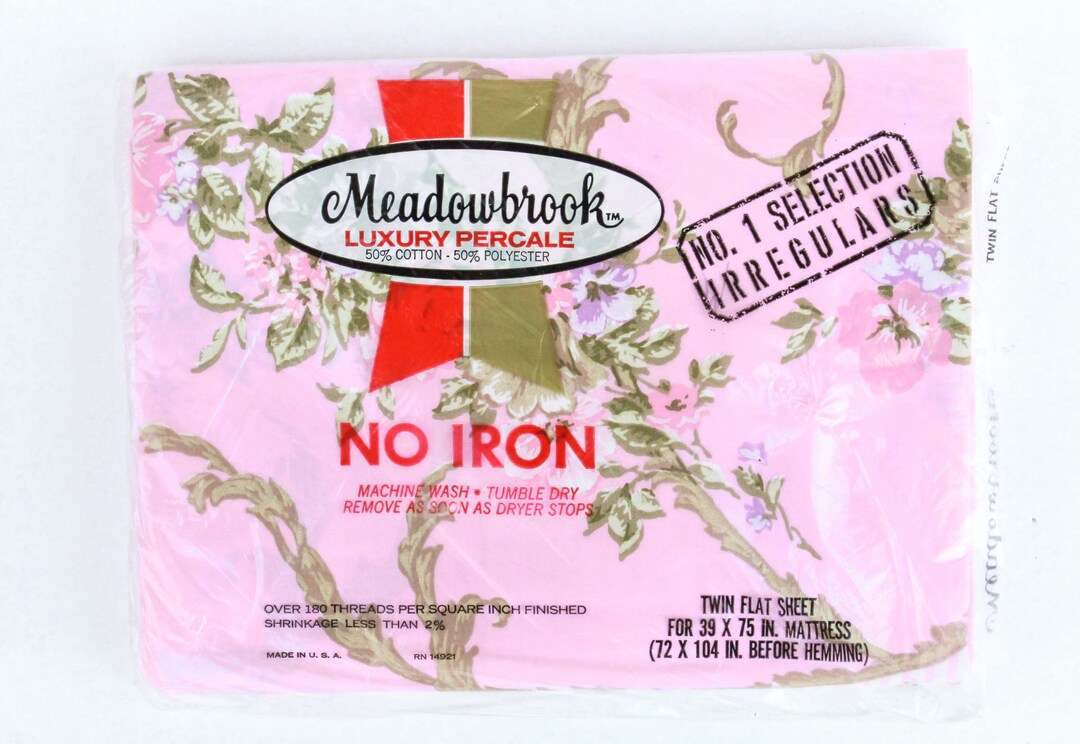 Meadowbrook™
LUXURY PERCALE
50% COTTON - 50% POLYESTER
NO. 1 SELECTION
IRREGULARS
NO IRON
MACHINE WASH • TUMBLE DRY
REMOVE AS SOON AS DRYER STOPS
OVER 180 THREADS PER SQUARE INCH FINISHED
SHRINKAGE LESS THAN 2%
MADE IN U. S. A.
RN 14921
TWIN FLAT SHEET
FOR 39 X 75 IN. MATTRESS
(72 X 104 IN. BEFORE HEMMING)
TWIN FLAT
Meadowbrook